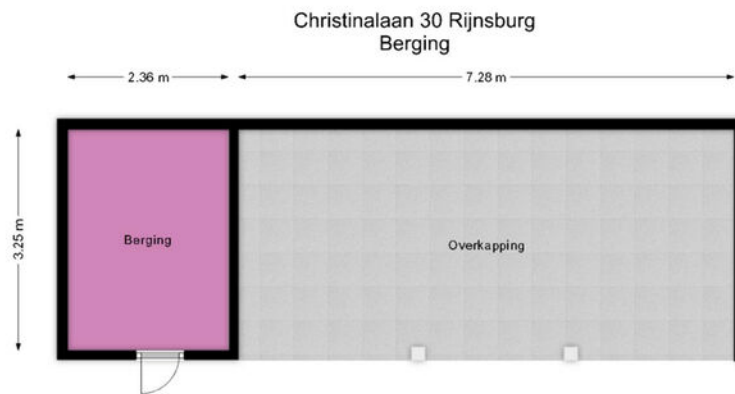 Christinalaan 30 Rijnsburg
Berging
2.36 m
7.28 m
3.25 m
Berging
Overkapping